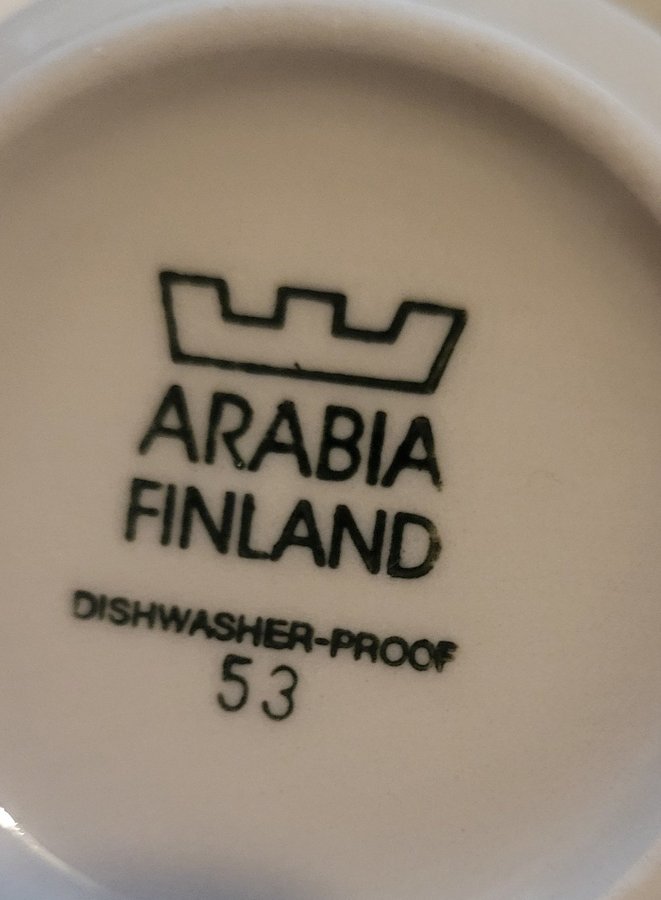 ARABIA
FINLAND
DISHWASHER-PROOF
53